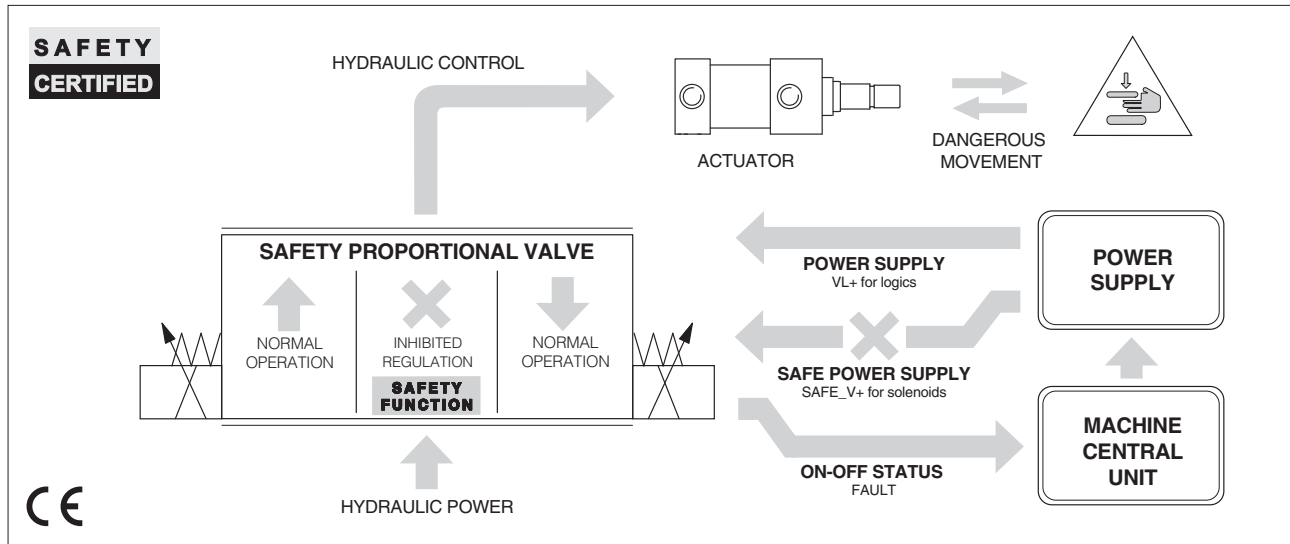 SAFETY
CERTIFIED
HYDRAULIC CONTROL
ACTUATOR
DANGEROUS
MOVEMENT
SAFETY PROPORTIONAL VALVE
NORMAL
OPERATION
INHIBITED
REGULATION
SAFETY
FUNCTION
NORMAL
OPERATION
HYDRAULIC POWER
POWER SUPPLY
VL+ for logics
SAFE POWER SUPPLY
SAFE_V+ for solenoids
ON-OFF STATUS
FAULT
POWER
SUPPLY
MACHINE
CENTRAL
UNIT
CE